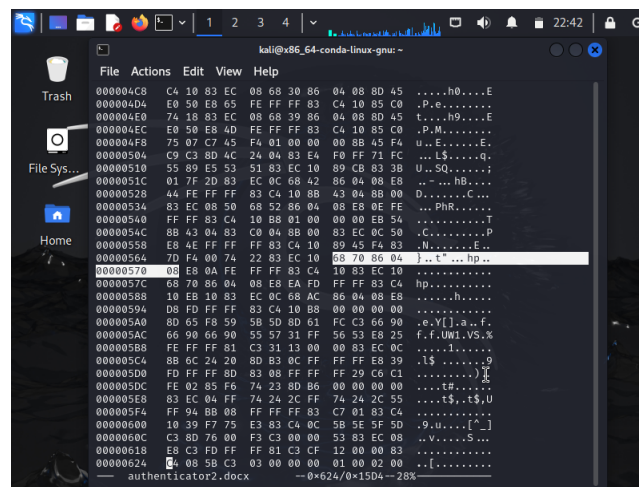 1 2 3 4 22:42
Trash
File Sys...
Home
kali@x86_64-conda-linux-gnu: ~
File Actions Edit View Help
000004C8 C4 10 83 EC 08 68 30 86 04 08 8D 45 .....h0....E
000004D4 E0 50 E8 65 FE FF FF 83 C4 10 85 C0 .P.e........
000004E0 74 18 83 EC 08 68 39 86 04 08 8D 45 t....h9....E
000004EC E0 50 E8 4D FE FF FF 83 C4 10 85 C0 .P.M........
000004F8 75 07 C7 45 F4 01 00 00 00 8B 45 F4 u..E......E.
00000504 C9 C3 8D 4C 24 04 83 E4 F0 FF 71 FC ...L$.....q.
00000510 55 89 E5 53 51 83 EC 10 89 CB 83 3B U..SQ......;
0000051C 01 7F 2D 83 EC 0C 68 42 86 04 08 E8 ..-...hB....
00000528 44 FE FF FF 83 C4 10 8B 43 04 8B 00 D.......C...
00000534 83 EC 08 50 68 52 86 04 08 E8 E0 FE ...PhR......
00000540 FF FF 83 C4 10 B8 01 00 00 00 EB 54 ...........T
0000054C 8B 43 04 83 C0 04 8B 00 83 EC 0C 50 .C.........P
00000558 E8 4E FF FF FF 83 C4 10 89 45 F4 83 .N.......E..
00000564 7D F4 00 74 22 83 EC 10 68 70 86 04 }..t"...hp..
00000570 08 E8 0A FE FF FF 83 C4 10 83 EC 10 ............
0000057C 68 70 86 04 08 E8 EA FD FF FF 83 C4 hp..........
00000588 10 EB 10 83 EC 0C 68 AC 86 04 08 E8 ......h.....
00000594 D8 FD FF FF 83 C4 10 B8 00 00 00 00 ............
000005A0 8D 65 F8 59 5B 5D 8D 61 FC C3 66 90 .e.Y[].a..f.
000005AC 66 90 66 90 55 57 31 FF 56 53 E8 25 f.f.UW1.VS.%
000005B8 FE FF FF 81 C3 31 13 00 00 83 EC 0C .....1......
000005C4 8B 6C 24 20 8D B3 0C FF FF FF E8 39 .l$ .......9
000005D0 FD FF FF 8D 83 08 FF FF FF 29 C6 C1 .........)..
000005DC FE 02 85 F6 74 23 8D B6 00 00 00 00 ....t#......
000005E8 83 EC 04 FF 74 24 2C FF 74 24 2C 55 ....t$,.t$,U
000005F4 FF 94 BB 08 FF FF FF 83 C7 01 83 C4 ............
00000600 10 39 F7 75 E3 83 C4 0C 5B 5E 5F 5D .9.u....[^_]
0000060C C3 8D 76 00 F3 C3 00 00 53 83 EC 08 ..v.....S...
00000618 E8 C3 FD FF FF 81 C3 CF 12 00 00 83 ............
00000624 C4 08 5B C3 03 00 00 00 01 00 02 00 ..[.........
authenticator2.docx --0×624/0×15D4--28%